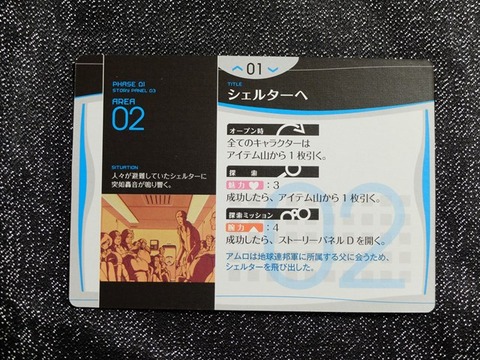 PHASE 01
STORY PANEL 03
AREA
02
SITUATION
人々が避難していたシェルターに
突如轟音が鳴り響く。
01
TITLE
シェルターへ
オープン時
全てのキャラクターは
アイテム山から1枚引く。
探 索
魅力 : 3
成功したら、アイテム山から1枚引く。
探索ミッション
腕力 : 4
成功したら、ストーリーパネルDを開く。
アムロは地球連邦軍に所属する父に会うため、
シェルターを飛び出した。
02